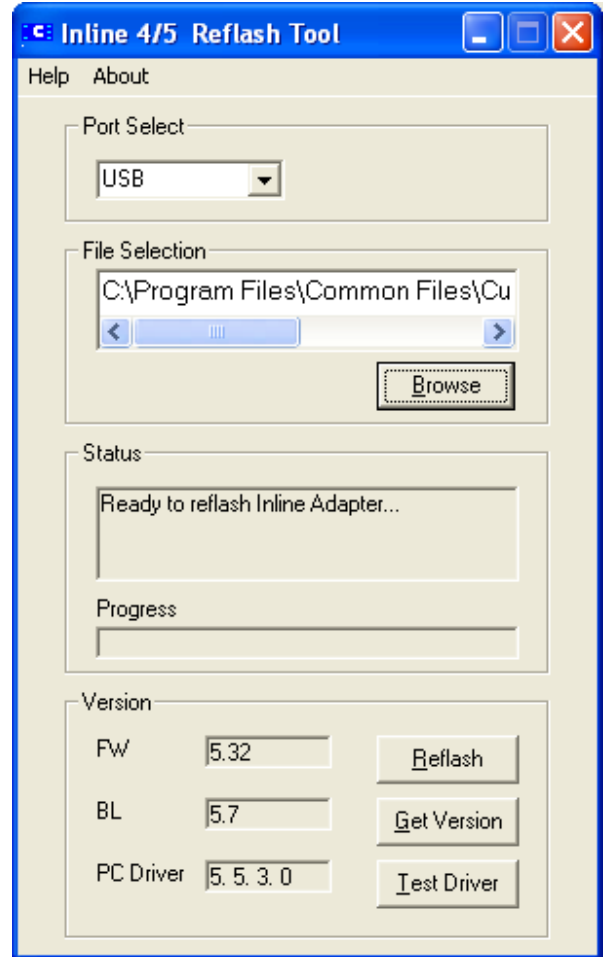 C Inline 4/5 Reflash Tool
Help About
Port Select
USB
File Selection
C:\Program Files\Common Files\Cu
Browse
Status
Ready to reflash Inline Adapter...
Progress
Version
FW 5.32 Reflash
BL 5.7 Get Version
PC Driver 5. 5. 3. 0 Test Driver